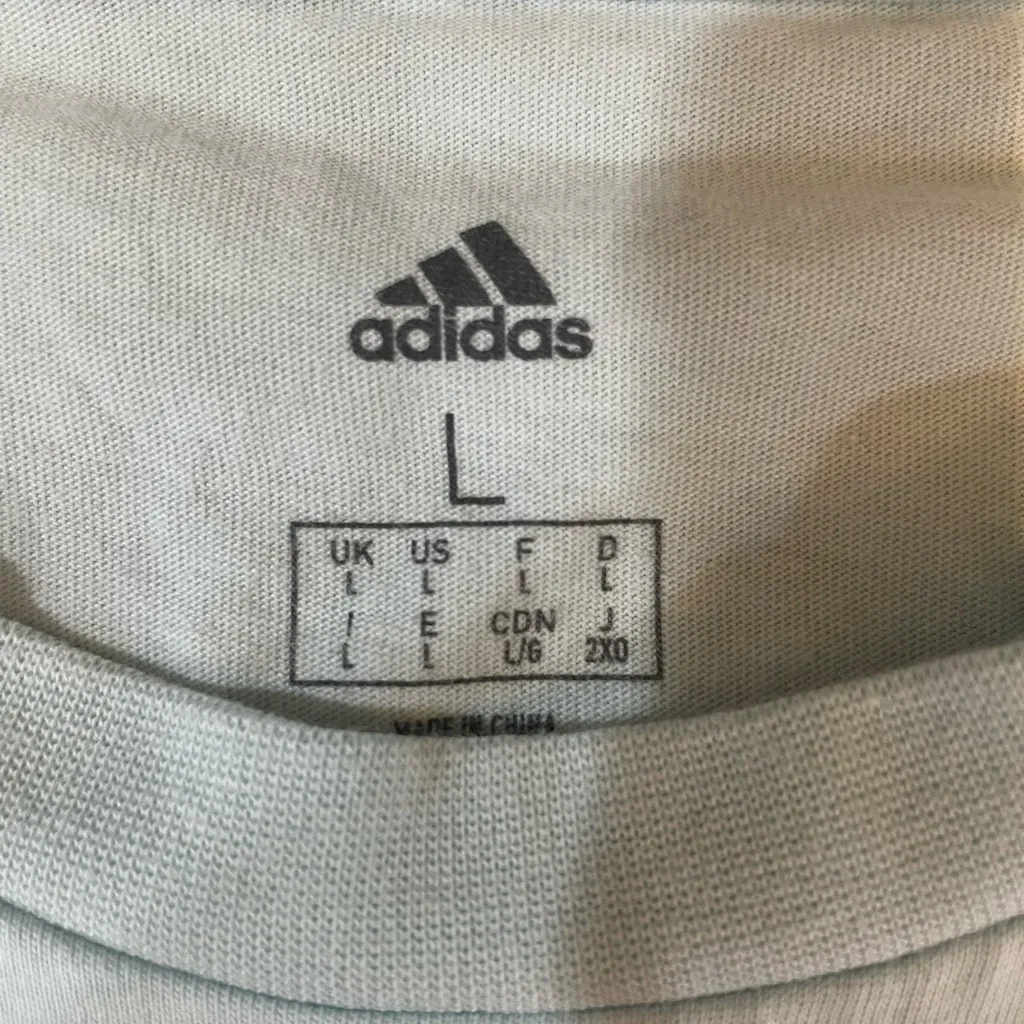 adidas
L
UK US F D
L L L L
I E CDN J
L L L/G 2XO
MADE IN CHINA